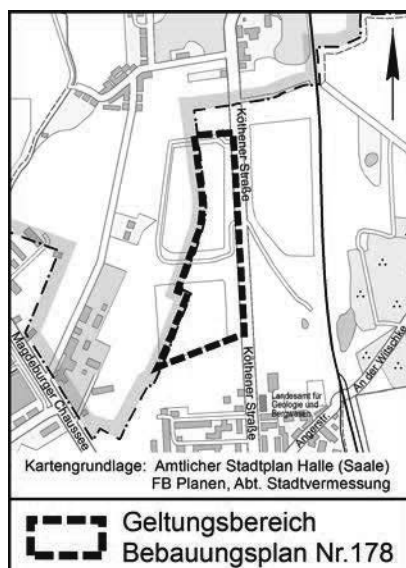 Köthener Straße
Magdeburger Chaussee
Köthener Straße
Landesamt für
Geologie und
Bergwesen
Angerstr.
An der Witschke
Kartengrundlage: Amtlicher Stadtplan Halle (Saale)
FB Planen, Abt. Stadtvermessung
Geltungsbereich
Bebauungsplan Nr.178